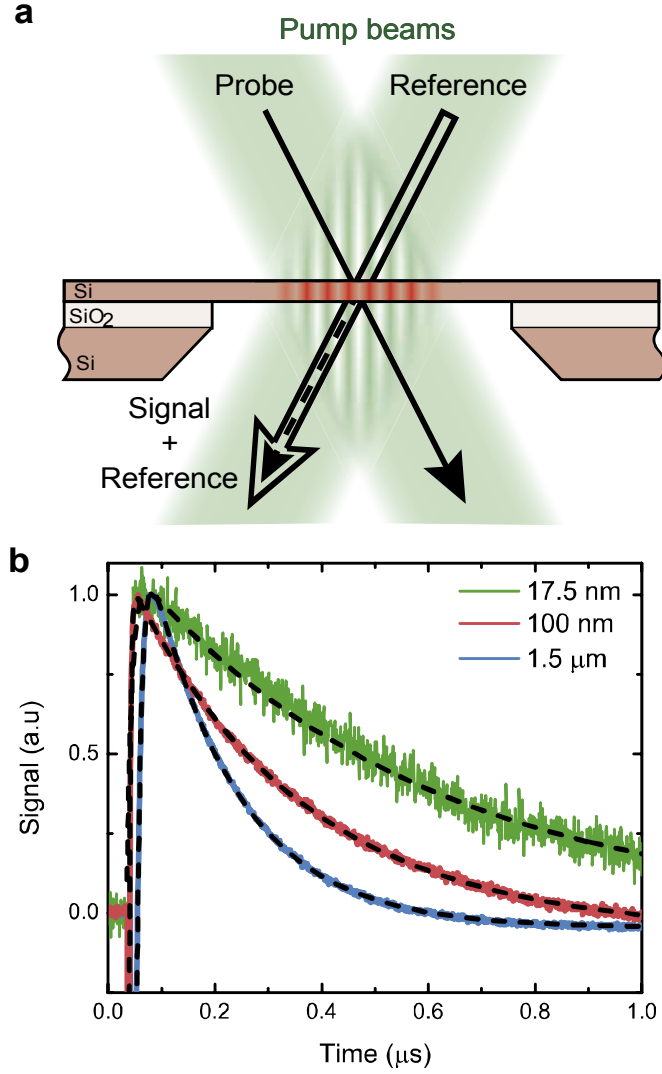 a
Pump beams
Probe
Reference
Si
SiO2
Si
Signal
+
Reference
b
1.0
0.5
0.0
Signal (a.u)
17.5 nm
100 nm
1.5 μm
0.0
0.2
0.4
0.6
0.8
1.0
Time (μs)